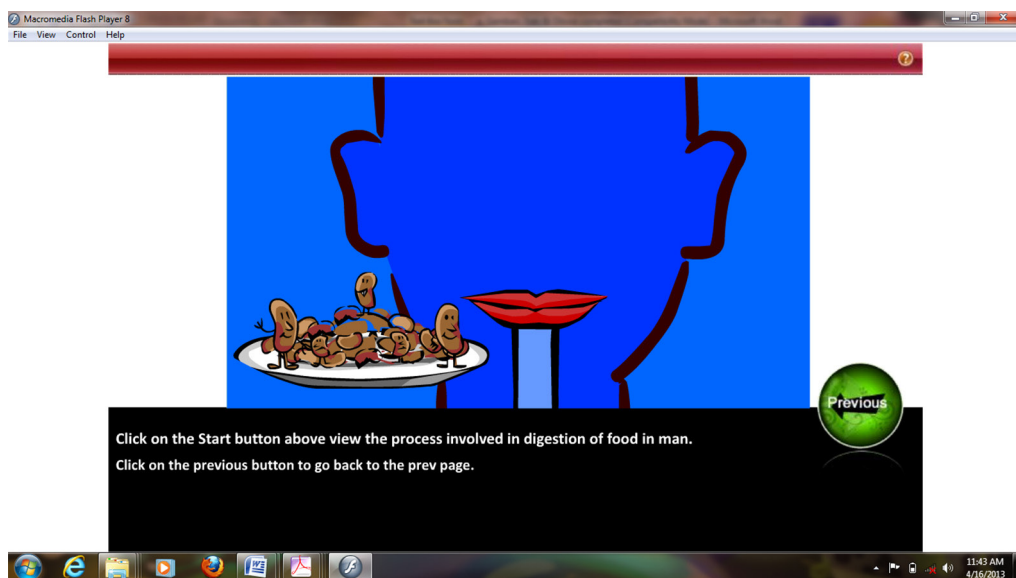 Macromedia Flash Player 8
File View Control Help
?
Click on the Start button above view the process involved in digestion of food in man.
Click on the previous button to go back to the prev page.
Previous
W
11:43 AM
4/16/2013